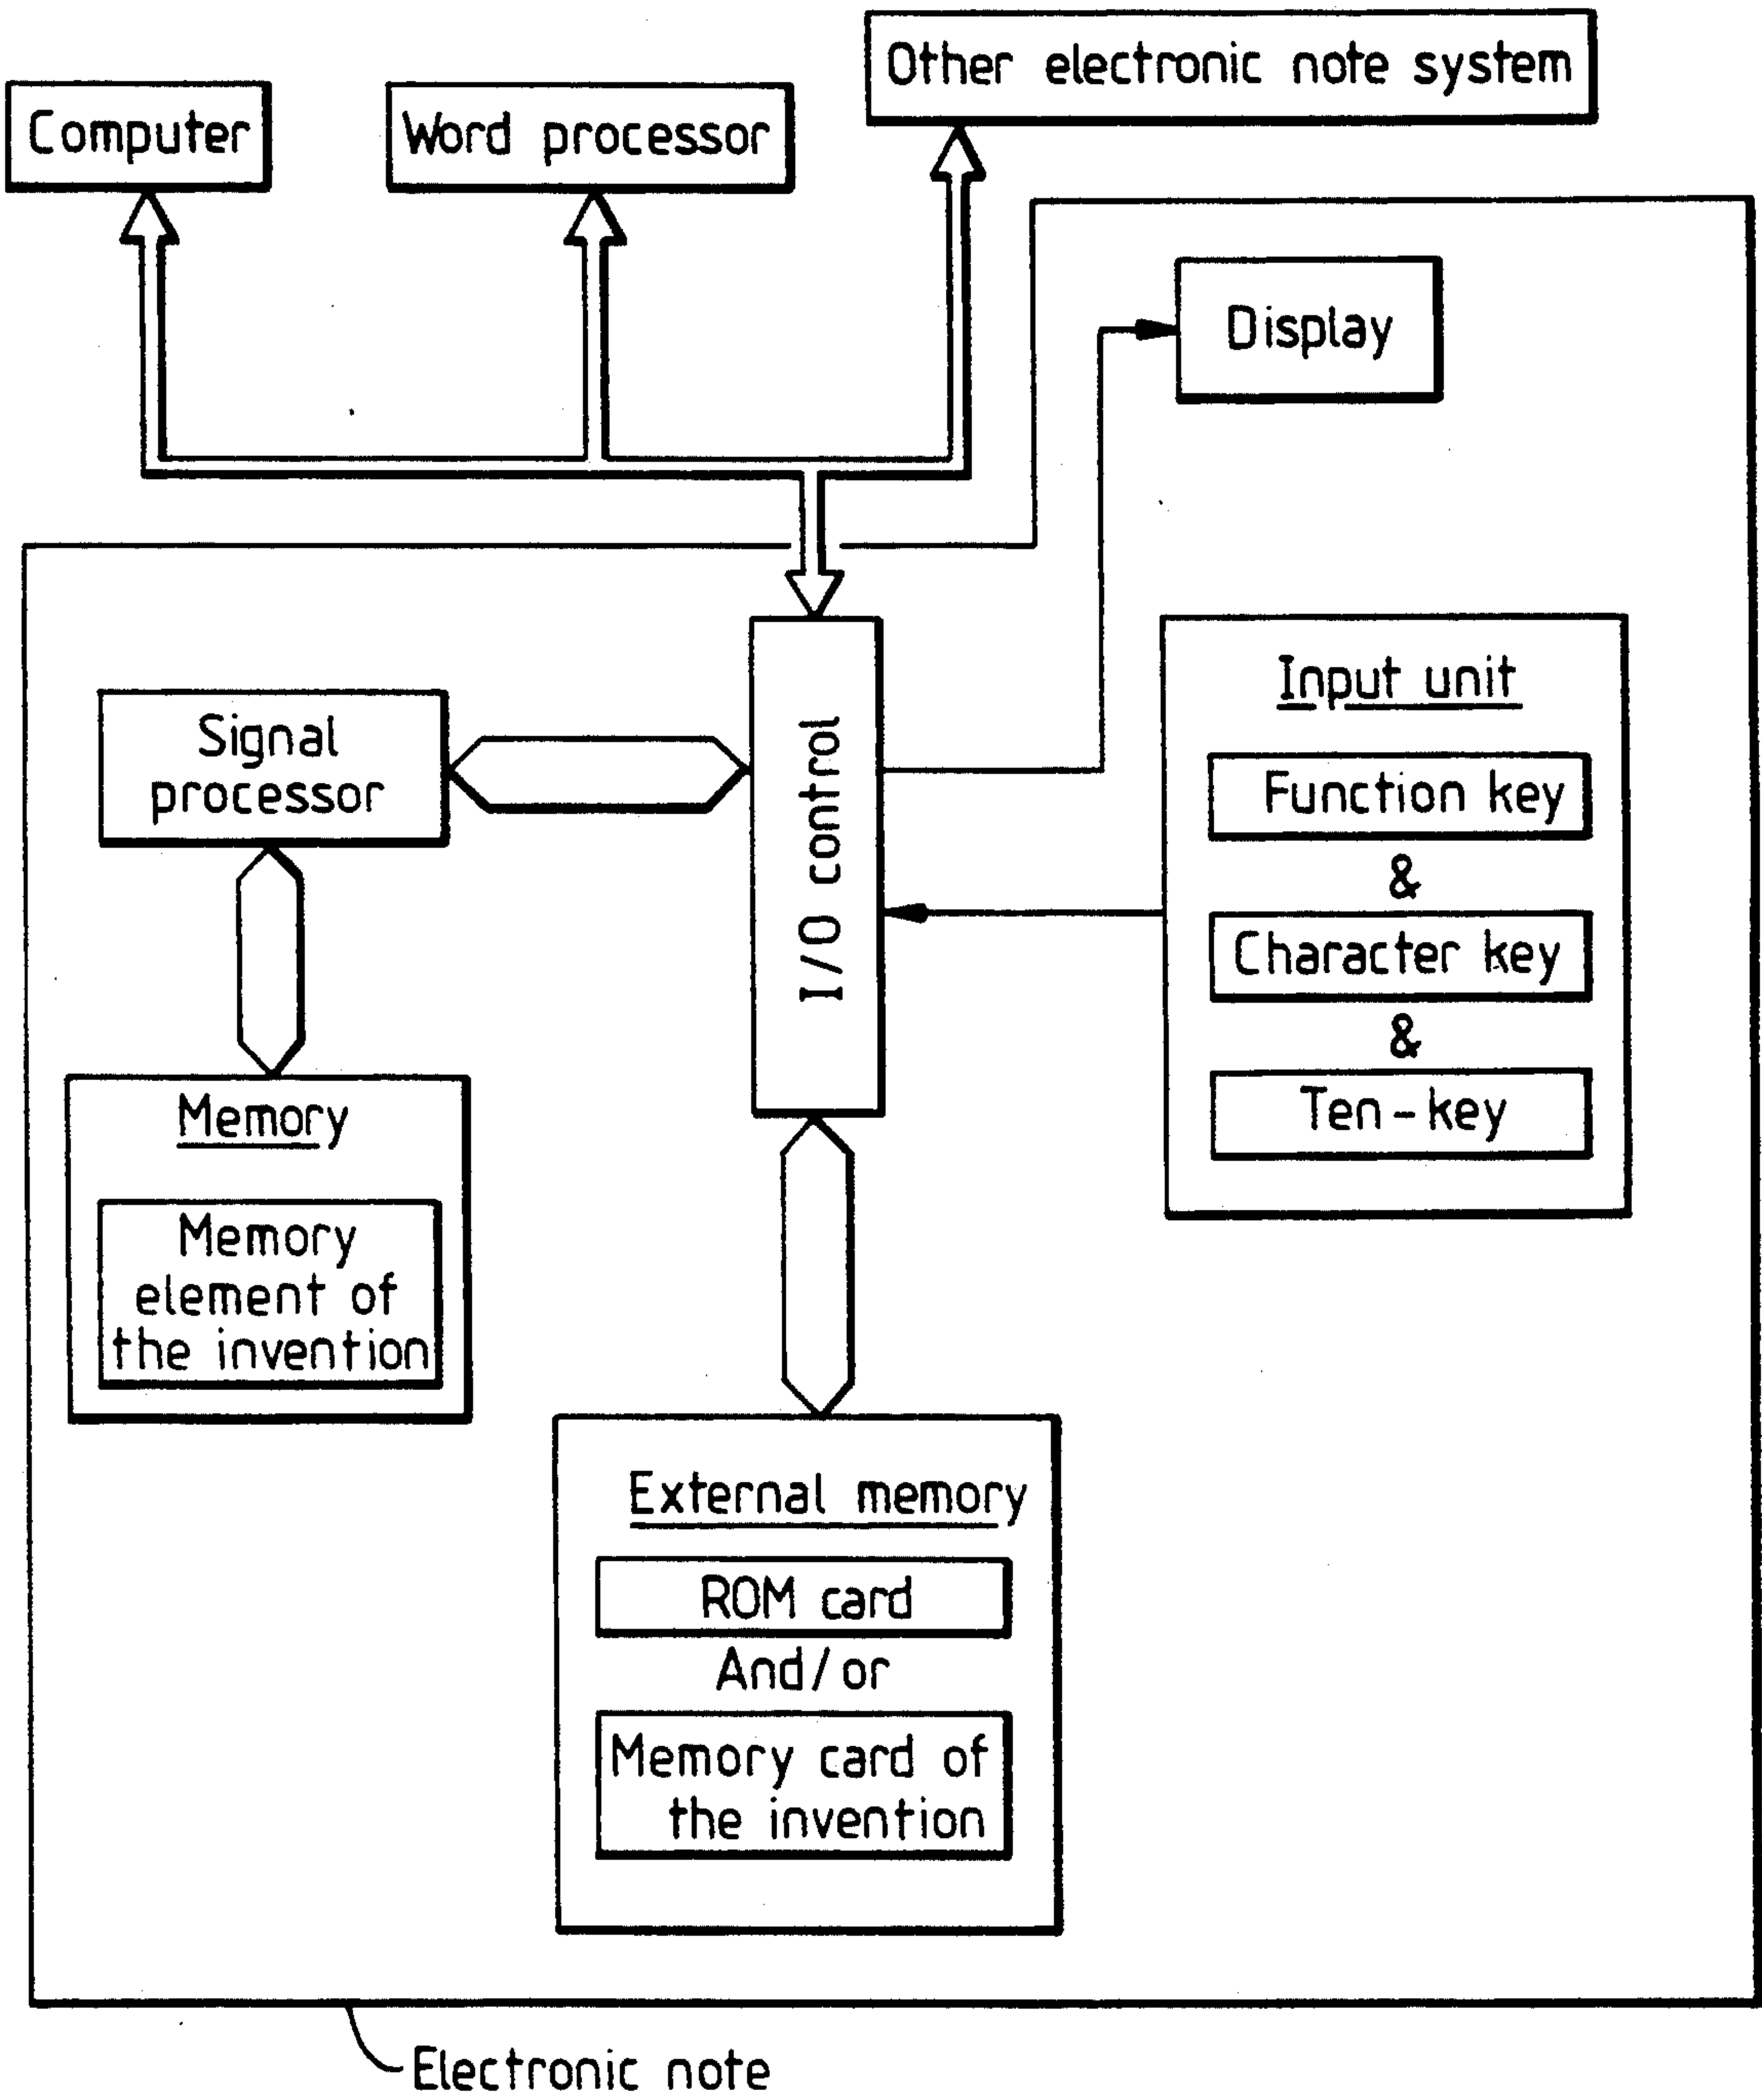 Other electronic note system
Computer
Word processor
Display
Input unit
Function key
&
Character key
&
Ten-key
Signal
processor
I/O control
Memory
Memory
element of
the invention
External memory
ROM card
And/or
Memory card of
the invention
Electronic note